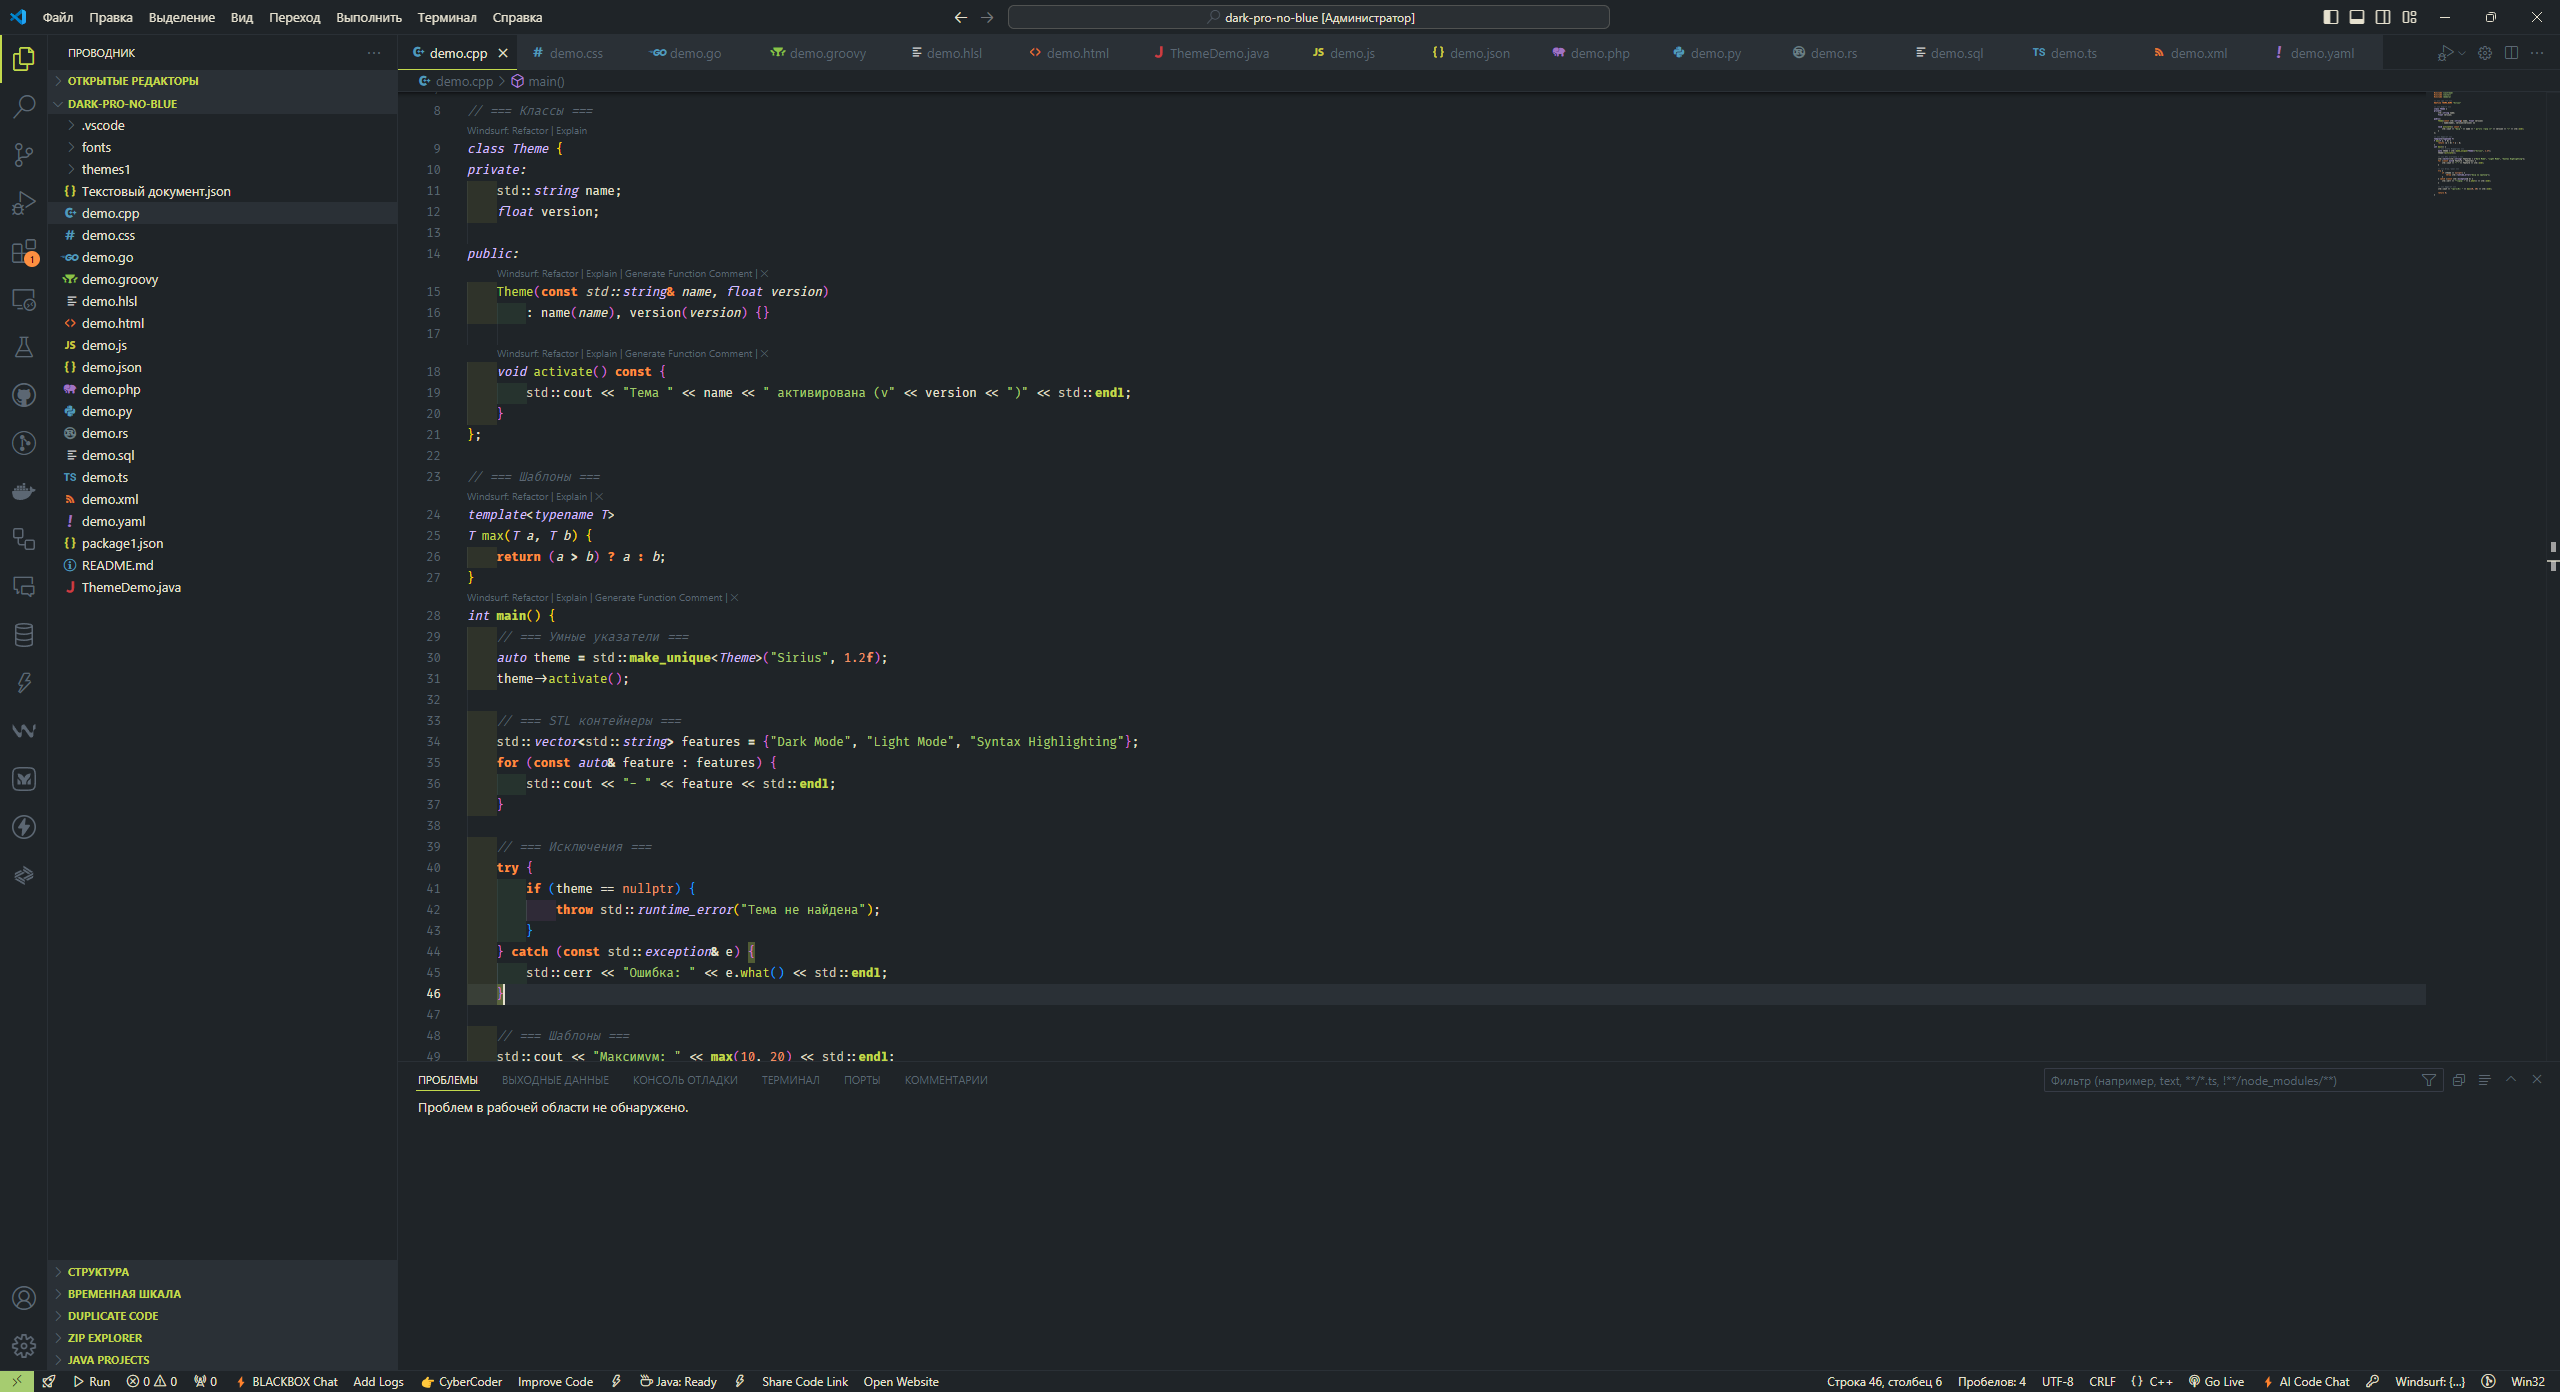 Файл Правка Выделение Вид Переход Выполнить Терминал Справка
dark-pro-no-blue [Администратор]
ПРОВОДНИК
ОТКРЫТЫЕ РЕДАКТОРЫ
DARK-PRO-NO-BLUE
.vscode
fonts
themes1
Текстовый документ.json
demo.cpp
demo.css
demo.go
demo.groovy
demo.hlsl
demo.html
demo.js
demo.json
demo.php
demo.py
demo.rs
demo.sql
demo.ts
demo.xml
demo.yaml
package1.json
README.md
ThemeDemo.java
СТРУКТУРА
ВРЕМЕННАЯ ШКАЛА
DUPLICATE CODE
ZIP EXPLORER
JAVA PROJECTS
demo.cpp demo.css demo.go demo.groovy demo.hlsl demo.html ThemeDemo.java demo.js demo.json demo.php demo.py demo.rs demo.sql demo.ts demo.xml demo.yaml
demo.cpp > main()
8 // === Классы ===
Windsurf: Refactor | Explain
9 class Theme {
10 private:
11 std::string name;
12 float version;
13
14 public:
Windsurf: Refactor | Explain | Generate Function Comment | ×
15 Theme(const std::string& name, float version)
16 : name(name), version(version) {}
17
Windsurf: Refactor | Explain | Generate Function Comment | ×
18 void activate() const {
19 std::cout << "Тема " << name << " активирована (v" << version << ")" << std::endl;
20 }
21 };
22
23 // === Шаблоны ===
Windsurf: Refactor | Explain | ×
24 template<typename T>
25 T max(T a, T b) {
26 return (a > b) ? a : b;
27 }
Windsurf: Refactor | Explain | Generate Function Comment | ×
28 int main() {
29 // === Умные указатели ===
30 auto theme = std::make_unique<Theme>("Sirius", 1.2f);
31 theme->activate();
32
33 // === STL контейнеры ===
34 std::vector<std::string> features = {"Dark Mode", "Light Mode", "Syntax Highlighting"};
35 for (const auto& feature : features) {
36 std::cout << "- " << feature << std::endl;
37 }
38
39 // === Исключения ===
40 try {
41 if (theme == nullptr) {
42 throw std::runtime_error("Тема не найдена");
43 }
44 } catch (const std::exception& e) {
45 std::cerr << "Ошибка: " << e.what() << std::endl;
46 }
47
48 // === Шаблоны ===
49 std::cout << "Максимум: " << max(10, 20) << std::endl;
ПРОБЛЕМЫ ВЫХОДНЫЕ ДАННЫЕ КОНСОЛЬ ОТЛАДКИ ТЕРМИНАЛ ПОРТЫ КОММЕНТАРИИ
Фильтр (например, text, **/*.ts, !**/node_modules/**)
Проблем в рабочей области не обнаружено.
Run 0 0 0 BLACKBOX Chat Add Logs CyberCoder Improve Code Java: Ready Share Code Link Open Website
Строка 46, столбец 6 Пробелов: 4 UTF-8 CRLF {} C++ Go Live AI Code Chat Windsurf: {...} Win32